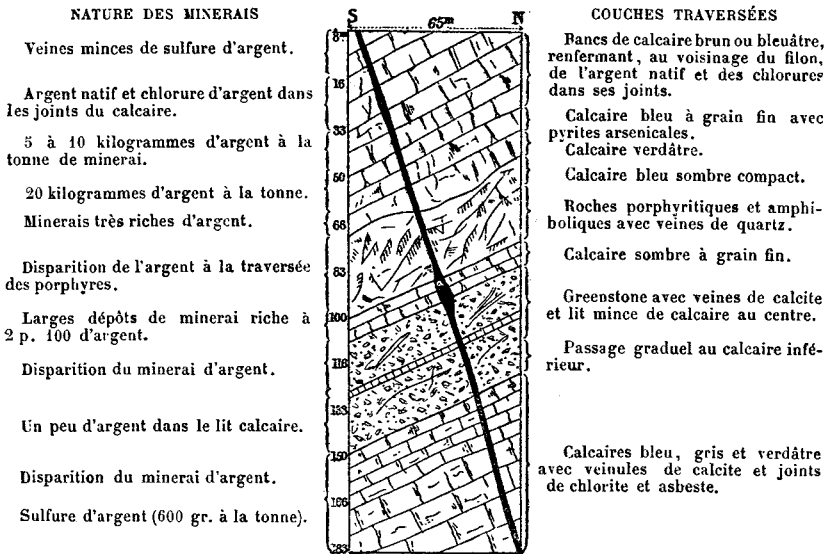 NATURE DES MINERAIS
Veines minces de sulfure d'argent.
Argent natif et chlorure d'argent dans
les joints du calcaire.
5 à 10 kilogrammes d'argent à la
tonne de minerai.
20 kilogrammes d'argent à la tonne.
Minerais très riches d'argent.
Disparition de l'argent à la traversée
des porphyres.
Larges dépôts de minerai riche à
2 p. 100 d'argent.
Disparition du minerai d'argent.
Un peu d'argent dans le lit calcaire.
Disparition du minerai d'argent.
Sulfure d'argent (600 gr. à la tonne).
S 65m N
8m
16
33
50
66
83
100
116
133
150
166
183
COUCHES TRAVERSÉES
Bancs de calcaire brun ou bleuâtre,
renfermant, au voisinage du filon,
de l'argent natif et des chlorures
dans ses joints.
Calcaire bleu à grain fin avec
pyrites arsenicales.
Calcaire verdâtre.
Calcaire bleu sombre compact.
Roches porphyritiques et amphi-
boliques avec veines de quartz.
Calcaire sombre à grain fin.
Greenstone avec veines de calcite
et lit mince de calcaire au centre.
Passage graduel au calcaire infé-
rieur.
Calcaires bleu, gris et verdâtre
avec veinules de calcite et joints
de chlorite et asbeste.